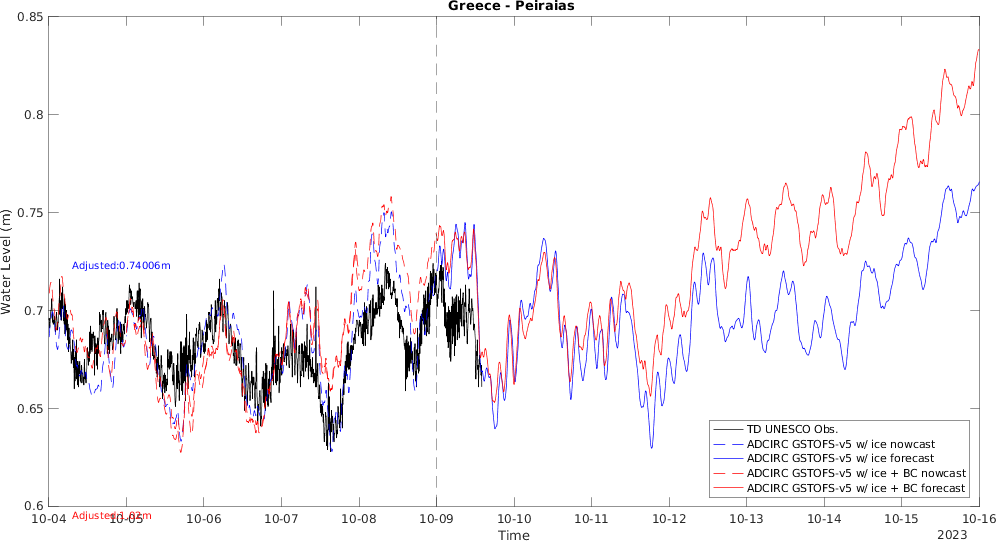 Greece - Peiraias
0.85
0.8
0.75
0.7
0.65
0.6
Water Level (m)
Adjusted:0.74006m
Adjusted:1.02m
TD UNESCO Obs.
ADCIRC GSTOFS-v5 w/ ice nowcast
ADCIRC GSTOFS-v5 w/ ice forecast
ADCIRC GSTOFS-v5 w/ ice + BC nowcast
ADCIRC GSTOFS-v5 w/ ice + BC forecast
10-04 10-05 10-06 10-07 10-08 10-09 10-10 10-11 10-12 10-13 10-14 10-15 10-16
Time
2023